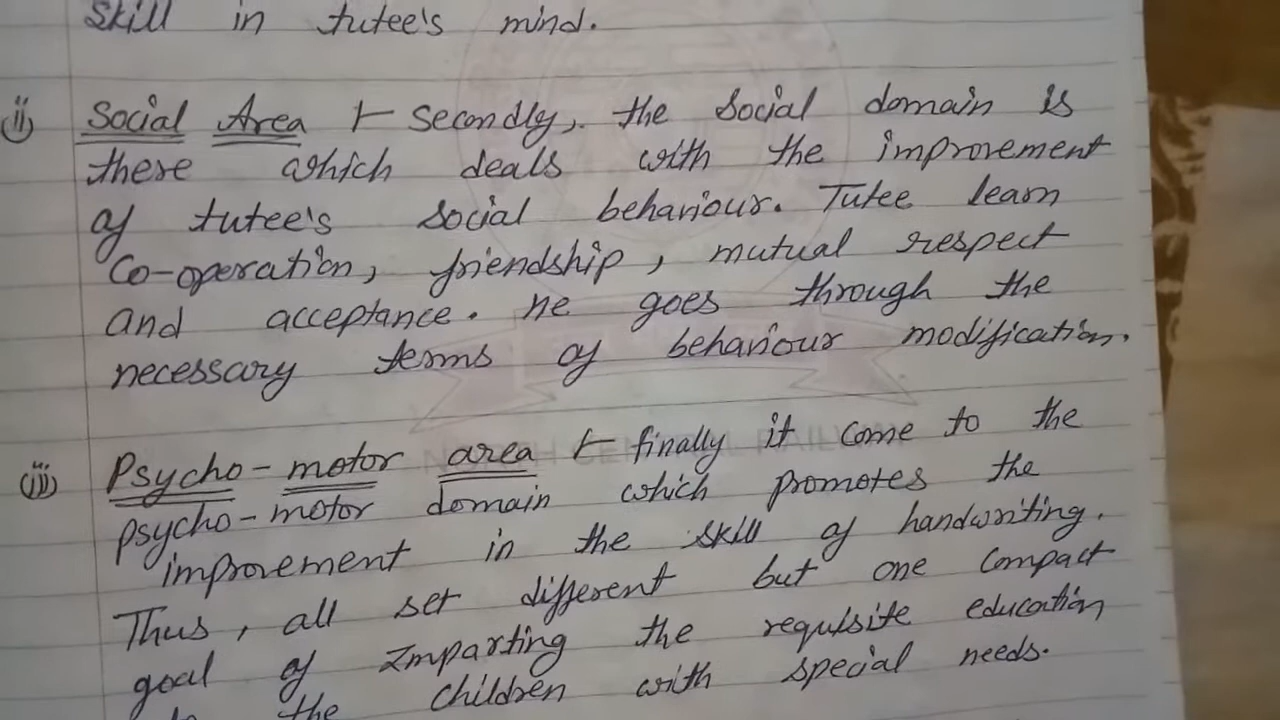 skill in tutee's mind.
(ii) Social Area :- Secondly, the social domain is
there which deals with the improvement
of tutee's social behaviour. Tutee learn
Co-operation, friendship, mutual respect
and acceptance. He goes through the
necessary terms of behaviour modification.
(iii) Psycho-motor area :- finally it come to the
psycho-motor domain which promotes the
improvement in the skill of handwriting.
Thus, all set different but one compact
goal of Imparting the requisite education
to the children with special needs.